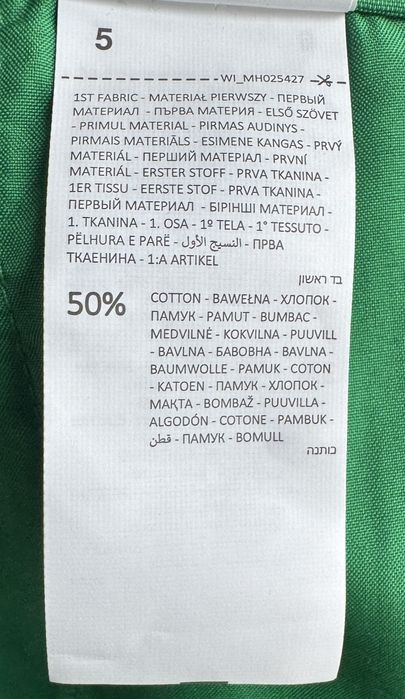 5
WI_MH025427
1ST FABRIC - MATERIAŁ PIERWSZY - ПЕРВЫЙ
МАТЕРИАЛ - ПЪРВА МАТЕРИЯ - ELSŐ SZÖVET
- PRIMUL MATERIAL - PIRMAS AUDINYS -
PIRMAIS MATERIĀLS - ESIMENE KANGAS - PRVÝ
MATERIÁL - ПЕРШИЙ МАТЕРІАЛ - PRVNÍ
MATERIÁL - ERSTER STOFF - PRVA TKANINA -
1ER TISSU - EERSTE STOF - PRVA TKANINA -
ПЕРВЫЙ МАТЕРИАЛ - БІРІНШІ МАТЕРИАЛ -
1. TKANINA - 1. OSA - 1º TELA - 1° TESSUTO -
PËLHURA E PARË - النسيج الأول - ПРВА
ТКАЕНИНА - 1:A ARTIKEL
בד ראשון
50%
COTTON - BAWEŁNA - ХЛОПОК -
ПАМУК - PAMUT - BUMBAC -
MEDVILNĖ - KOKVILNA - PUUVILL
- BAVLNA - БАВОВНА - BAVLNA -
BAUMWOLLE - PAMUK - COTON
- KATOEN - ПАМУК - ХЛОПОК -
МАҚТА - BOMBAŽ - PUUVILLA -
ALGODÓN - COTONE - PAMBUK -
قطن - ПАМУК - BOMULL
כותנה